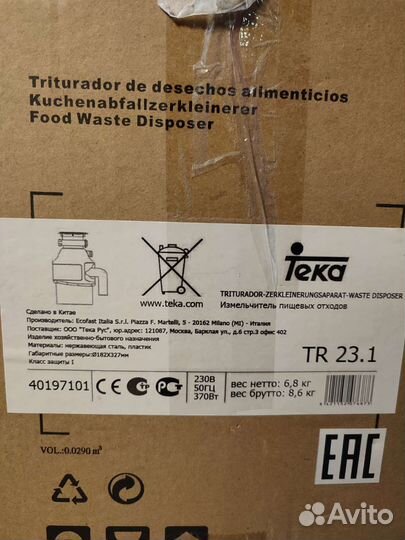 Triturador de desechos alimenticios
Kuchenabfallzerkleinerer
Food Waste Disposer
www.teka.com
teka
TRITURADOR-ZERKLEINERUNGSAPARAT-WASTE DISPOSER
Измельчитель пищевых отходов
Сделано в Китае
Производитель: Ecofast Italia S.r.l. Piazza F. Martelli, 5 - 20162 Milano (MI) - Италия
Поставщик: ООО "Тека Рус", юр.адрес: 121087, Москва, Барклая ул., д.6 стр.3 офис 402
Изделие хозяйственно-бытового назначения
Материалы: нержавеющая сталь, пластик
Габаритные размеры:Ø182X327мм
Класс защиты I
TR 23.1
40197101
CE
230В
50ГЦ
370Вт
вес нетто: 6,8 кг
вес брутто: 8,6 кг
VOL.:0.0290 m³
EAC
Avito